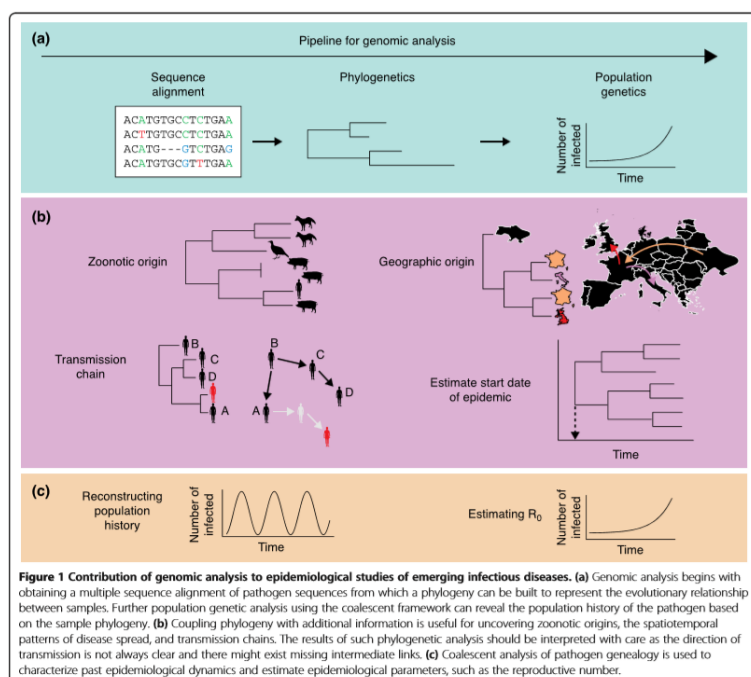 (a)
Pipeline for genomic analysis
Sequence alignment
Phylogenetics
Population genetics
ACATGTGCCTCTGAA
ACTTGTGCCTCTGAA
ACATG---GTCTGAG
ACATGTGCGTTTGAA
Number of infected
Time
(b)
Zoonotic origin
Geographic origin
Transmission chain
B
C
D
A
B
C
D
A
Estimate start date of epidemic
Time
(c)
Reconstructing population history
Number of infected
Time
Estimating R0
Number of infected
Time
Figure 1 Contribution of genomic analysis to epidemiological studies of emerging infectious diseases. (a) Genomic analysis begins with
obtaining a multiple sequence alignment of pathogen sequences from which a phylogeny can be built to represent the evolutionary relationship
between samples. Further population genetic analysis using the coalescent framework can reveal the population history of the pathogen based
on the sample phylogeny. (b) Coupling phylogeny with additional information is useful for uncovering zoonotic origins, the spatiotemporal
patterns of disease spread, and transmission chains. The results of such phylogenetic analysis should be interpreted with care as the direction of
transmission is not always clear and there might exist missing intermediate links. (c) Coalescent analysis of pathogen genealogy is used to
characterize past epidemiological dynamics and estimate epidemiological parameters, such as the reproductive number.